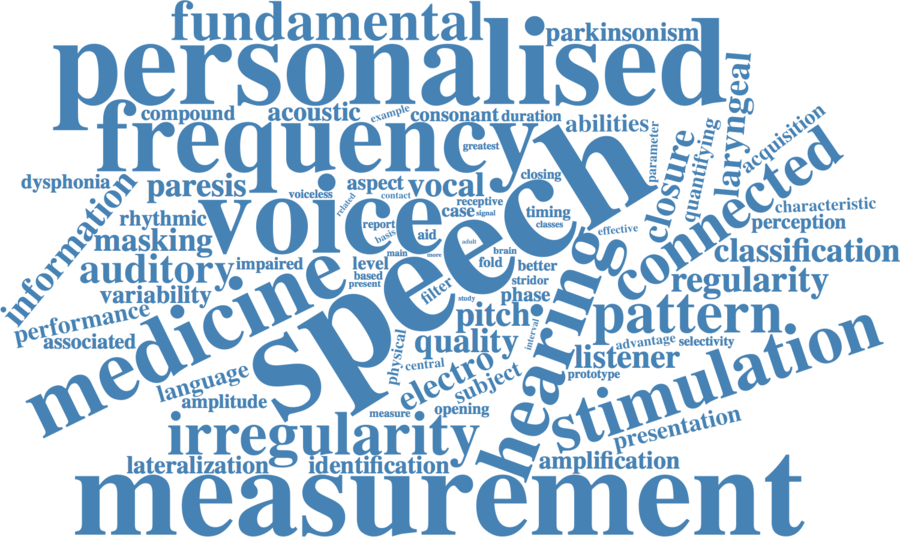 fundamental
parkinsonism
personalised
compound
acoustic
example
consonant
duration
abilities
parameter
quantifying
laryngeal
acquisition
frequency
greatest
closure
connected
dysphonia
paresis
voiceless
aspect
contact
vocal
closing
receptive
characteristic
information
rhythmic
voice
related
report
case
signal
timing
classes
perception
masking
basis
aid
adult
effective
speech
classification
auditory
impaired
main
more
level
fold
brain
better
regularity
variability
based
present
filter
study
stridor
phase
performance
medicine
pitch
hearing
pattern
associated
physical
quality
interval
advantage
selectivity
language
central
electro
subject
listener
prototype
stimulation
amplitude
measure
opening
presentation
irregularity
lateralization
identification
amplification
measurement